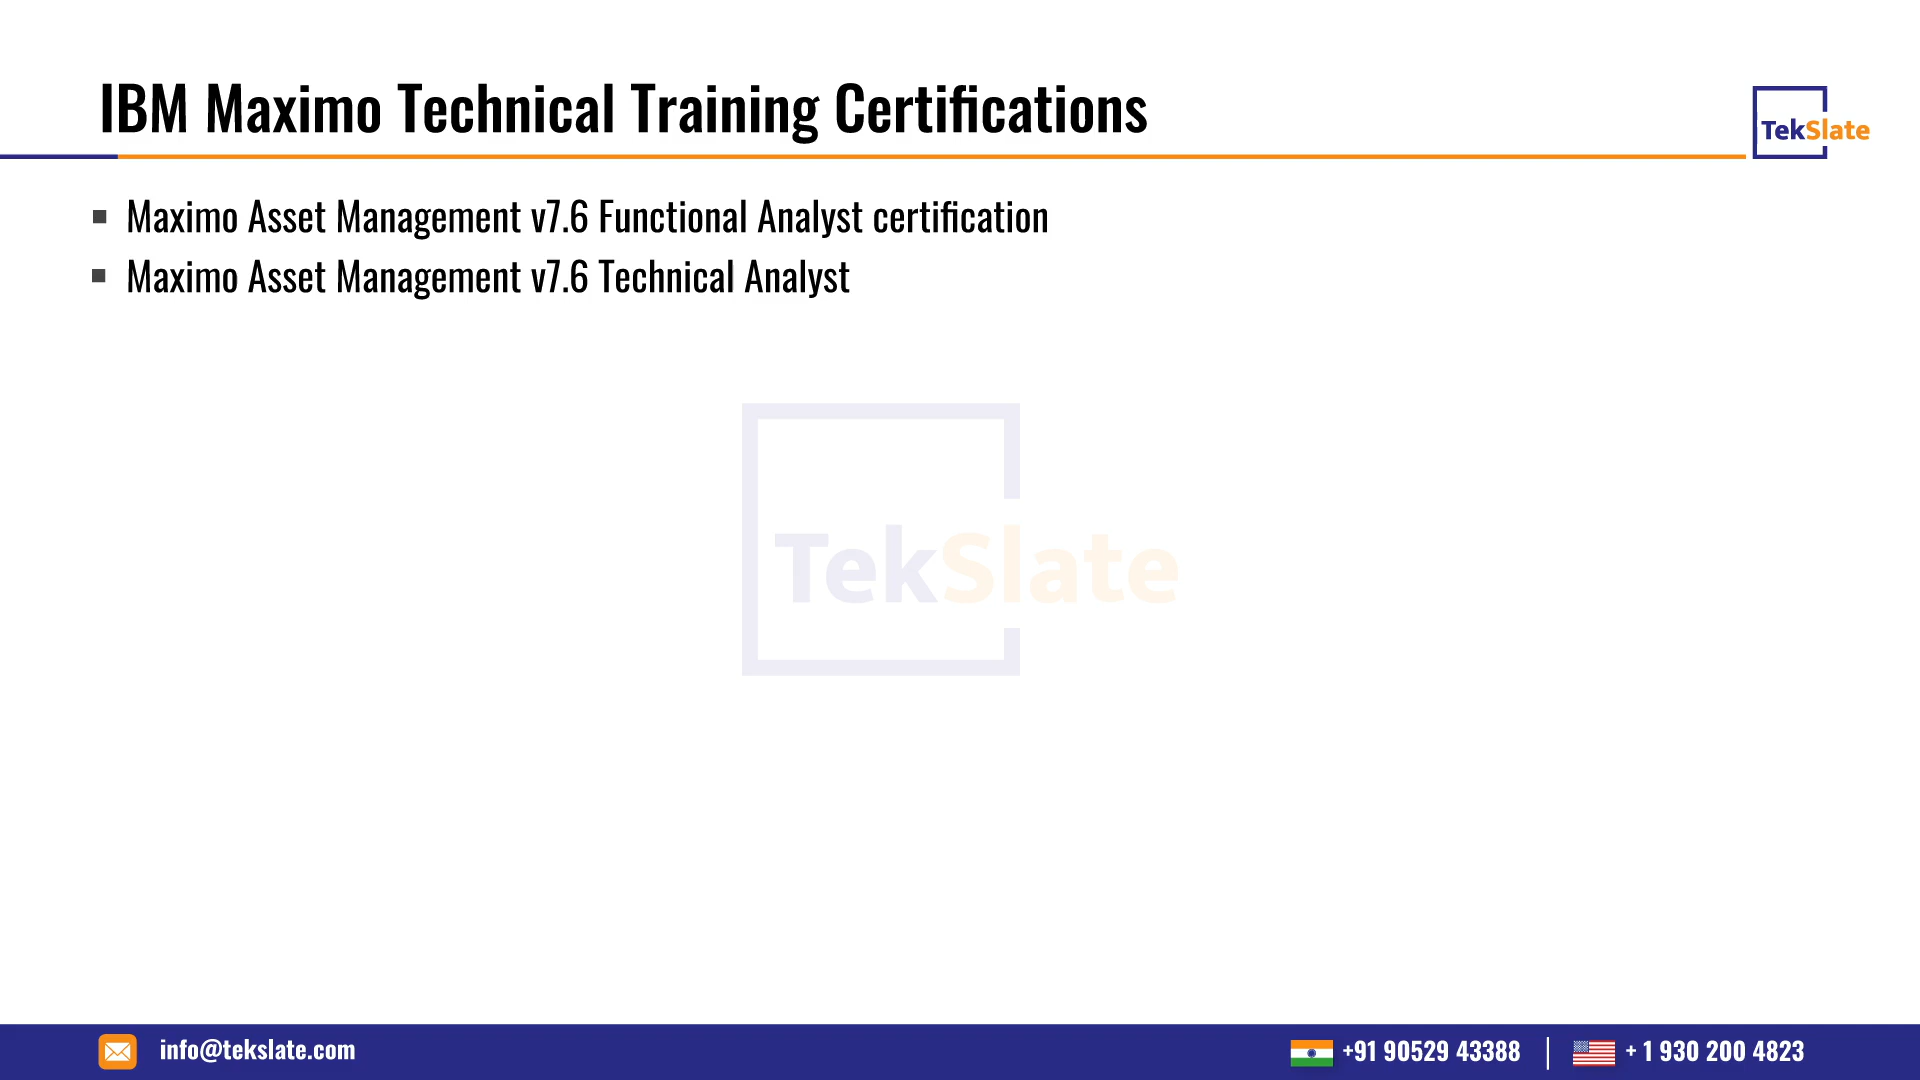 IBM Maximo Technical Training Certifications
TekSlate
Maximo Asset Management v7.6 Functional Analyst certification
Maximo Asset Management v7.6 Technical Analyst
TekSlate
info@tekslate.com
+91 90529 43388
+ 1 930 200 4823